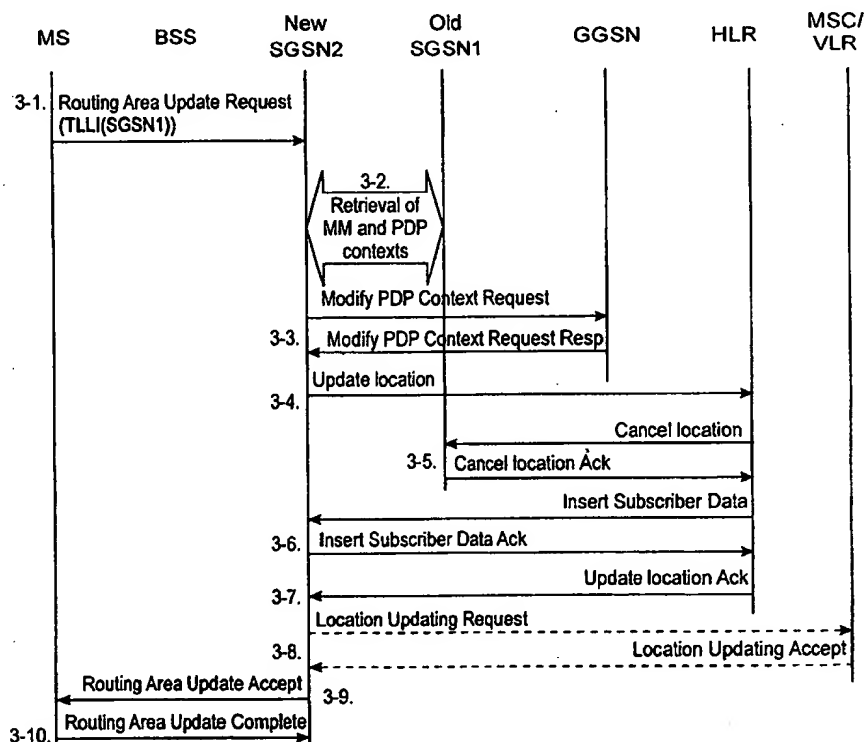 MS
BSS
New
SGSN2
Old
SGSN1
GGSN
HLR
MSC/
VLR
3-1. Routing Area Update Request
(TLLI(SGSN1))
3-2.
Retrieval of
MM and PDP
contexts
Modify PDP Context Request
3-3. Modify PDP Context Request Resp
Update location
3-4.
Cancel location
3-5. Cancel location Ack
Insert Subscriber Data
3-6. Insert Subscriber Data Ack
Update location Ack
3-7.
Location Updating Request
Location Updating Accept
3-8.
Routing Area Update Accept
3-9.
Routing Area Update Complete
3-10.